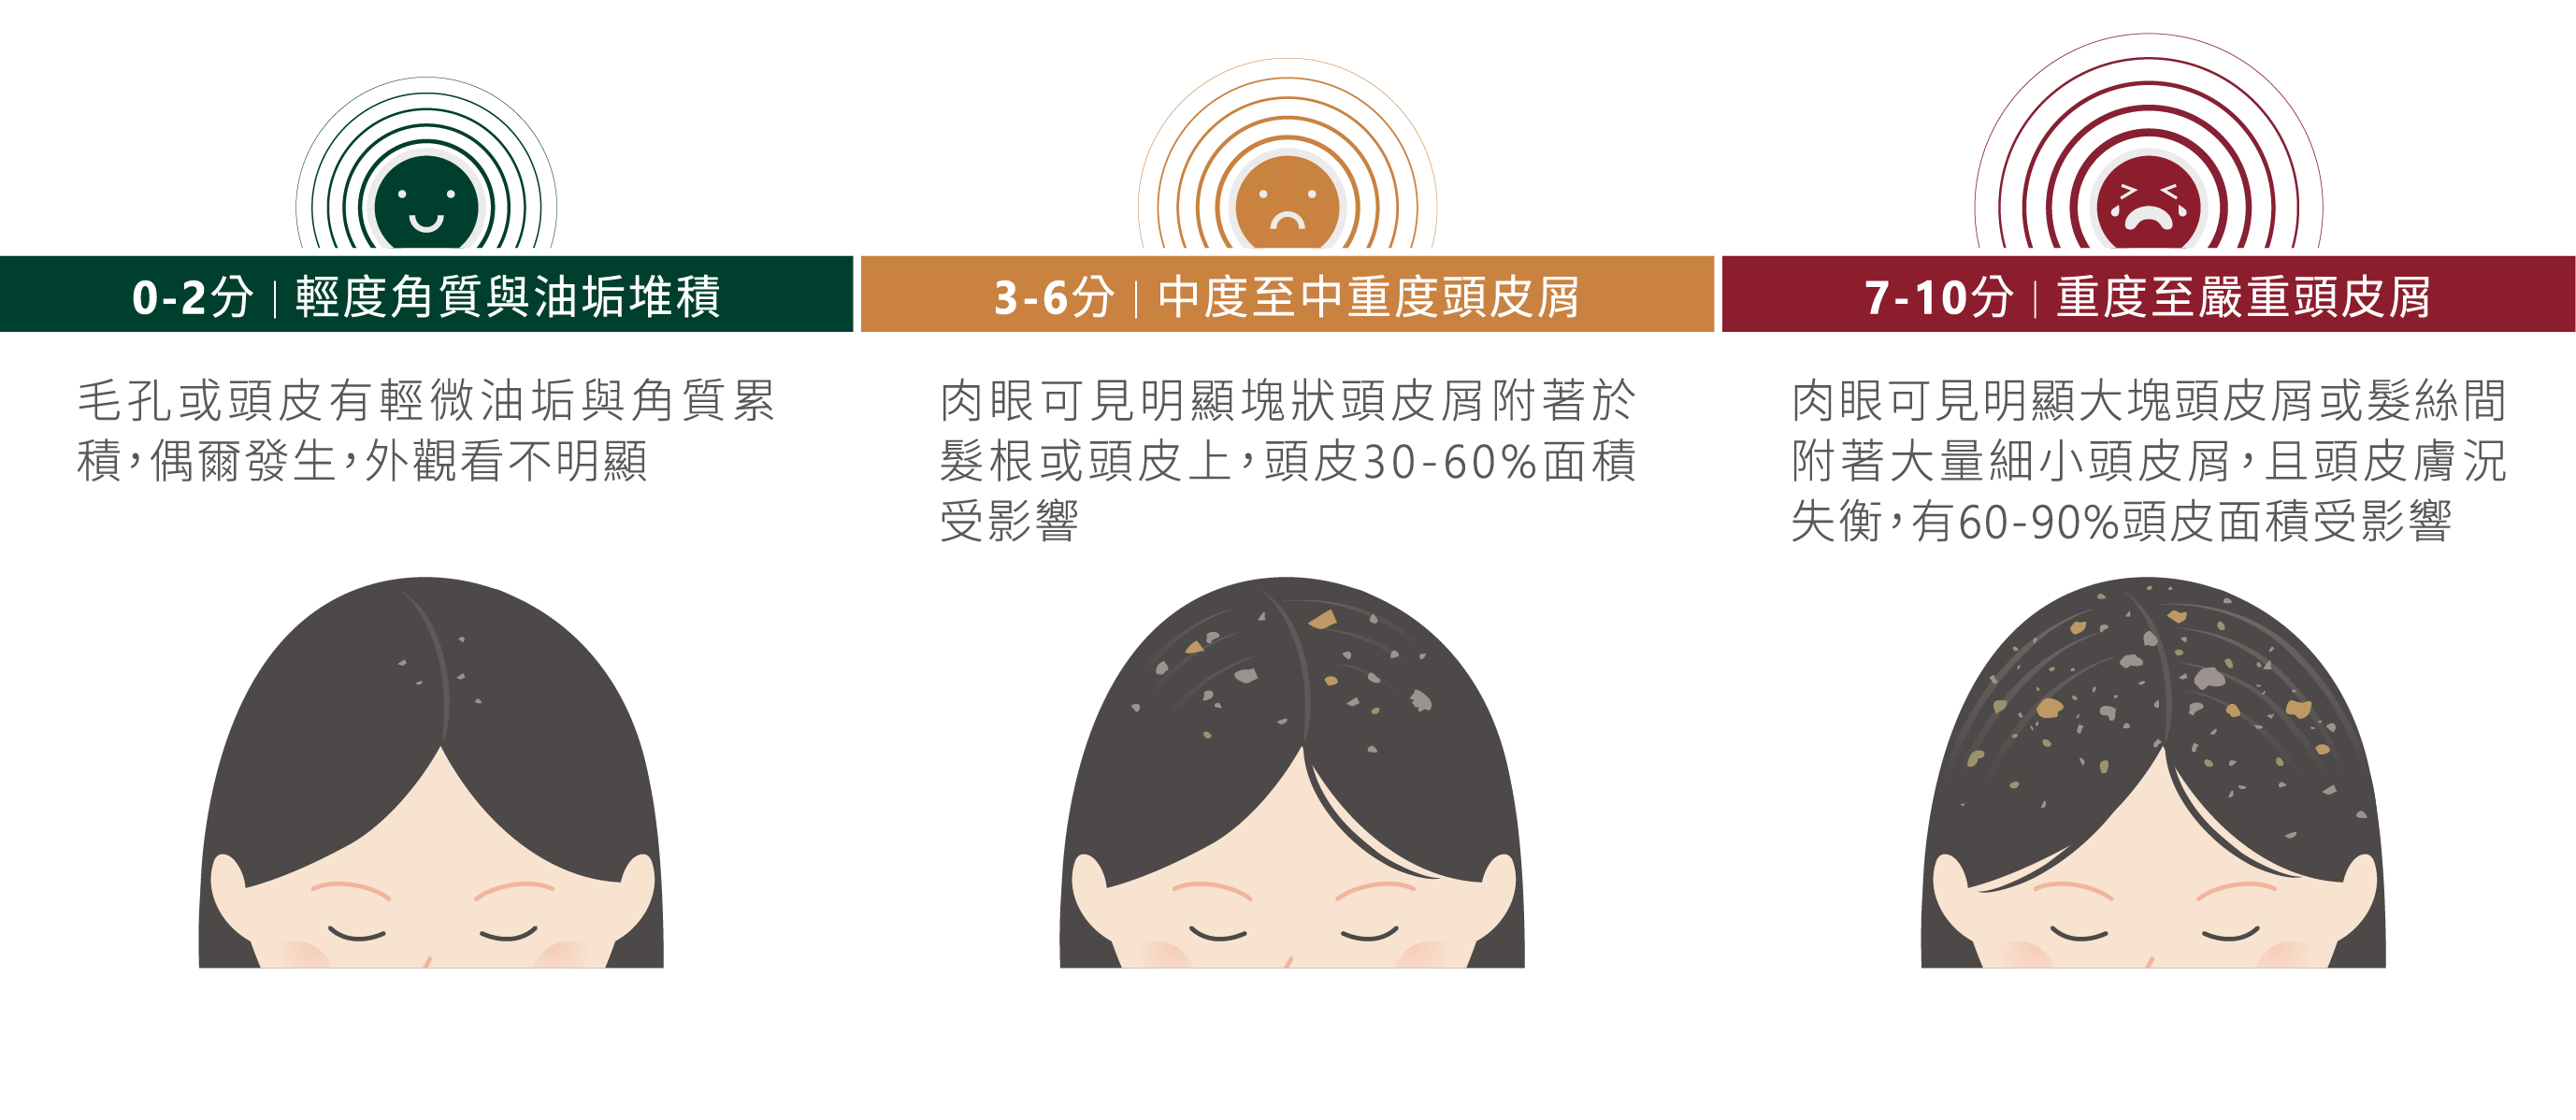 0-2分｜輕度角質與油垢堆積
毛孔或頭皮有輕微油垢與角質累
積，偶爾發生，外觀看不明顯
3-6分｜中度至中重度頭皮屑
肉眼可見明顯塊狀頭皮屑附著於
髮根或頭皮上，頭皮30-60%面積
受影響
7-10分｜重度至嚴重頭皮屑
肉眼可見明顯大塊頭皮屑或髮絲間
附著大量細小頭皮屑，且頭皮膚況
失衡，有60-90%頭皮面積受影響